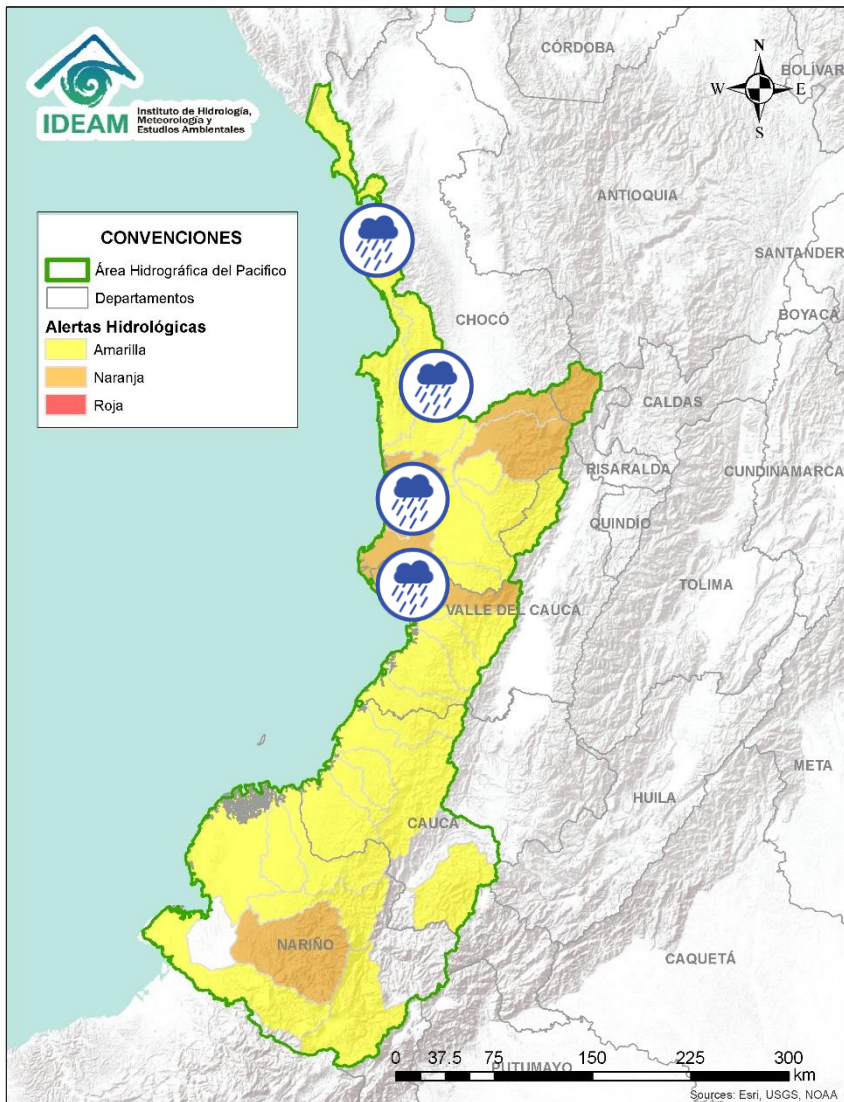 IDEAM
Instituto de Hidrología,
Meteorología y
Estudios Ambientales
CÓRDOBA
BOLÍVAR
N
W
E
S
ANTIOQUIA
SANTANDER
BOYACÁ
CONVENCIONES
Área Hidrográfica del Pacifico
Departamentos
Alertas Hidrológicas
Amarilla
Naranja
Roja
CHOCÓ
CALDAS
RISARALDA
CUNDINAMARCA
QUINDÍO
TOLIMA
VALLE DEL CAUCA
META
HUILA
CAUCA
NARIÑO
CAQUETÁ
PUTUMAYO
0 37.5 75 150 225 300
km
Sources: Esri, USGS, NOAA